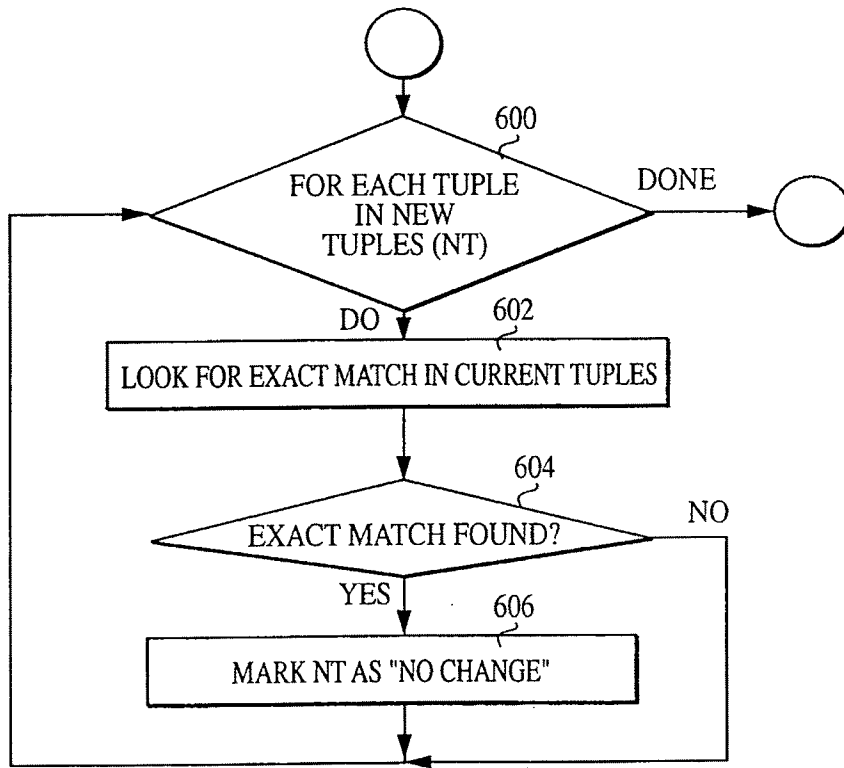 600
FOR EACH TUPLE
IN NEW
TUPLES (NT)
DONE
DO
602
LOOK FOR EXACT MATCH IN CURRENT TUPLES
604
EXACT MATCH FOUND?
NO
YES
606
MARK NT AS "NO CHANGE"